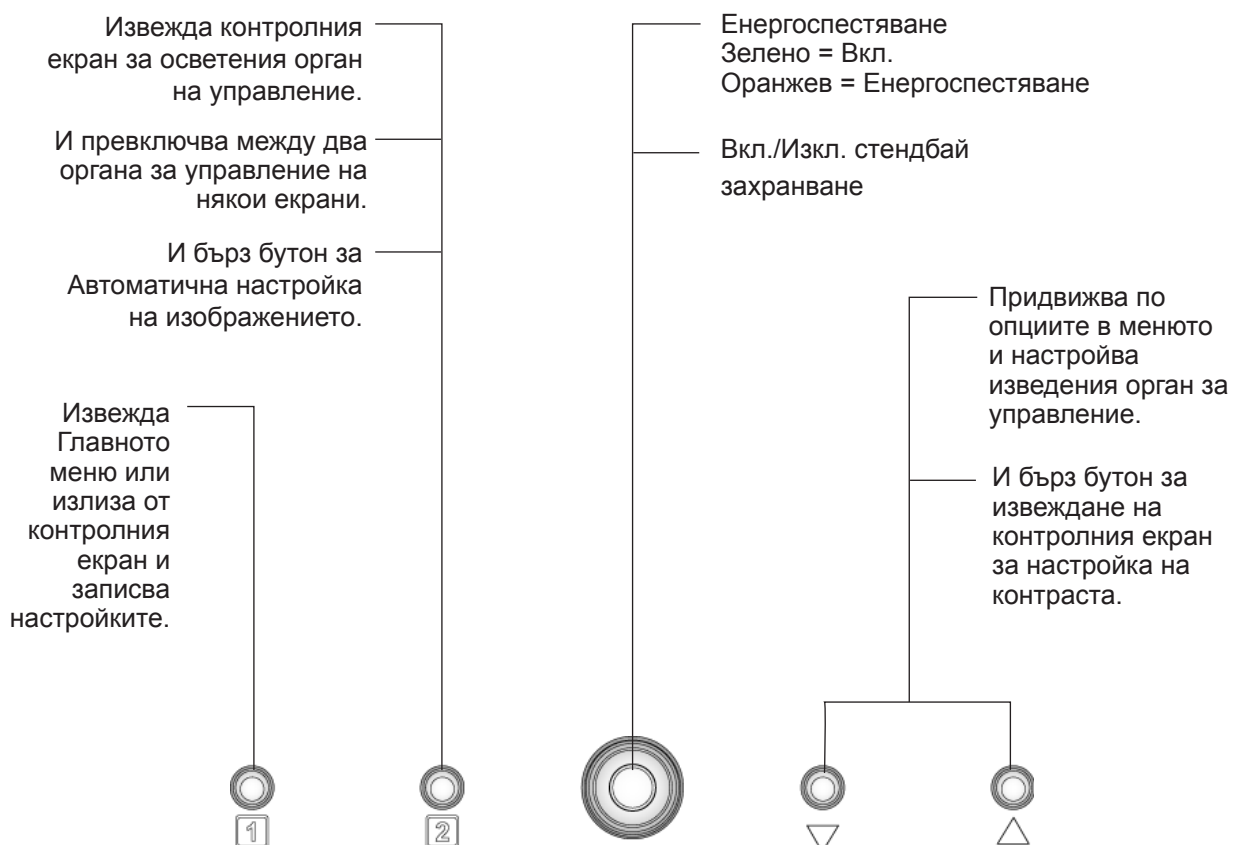 Извежда контролния
екран за осветения орган
на управление.
И превключва между два
органа за управление на
някои екрани.
И бърз бутон за
Автоматична настройка
на изображението.
Извежда
Главното
меню или
излиза от
контролния
екран и
записва
настройките.
Енергоспестяване
Зелено = Вкл.
Оранжев = Енергоспестяване
Вкл./Изкл. стендбай
захранване
Придвижва по
опциите в менюто
и настройва
изведения орган за
управление.
И бърз бутон за
извеждане на
контролния екран
за настройка на
контраста.
1
2